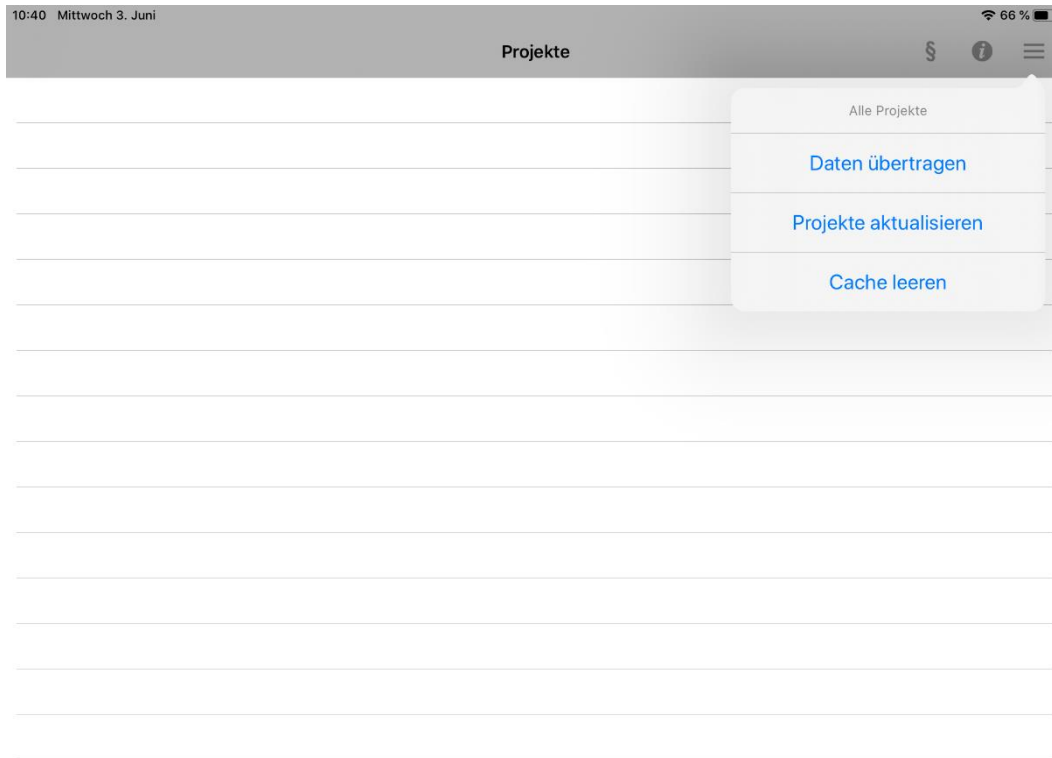 10:40 Mittwoch 3. Juni 66 %
Projekte §
Alle Projekte
Daten übertragen
Projekte aktualisieren
Cache leeren